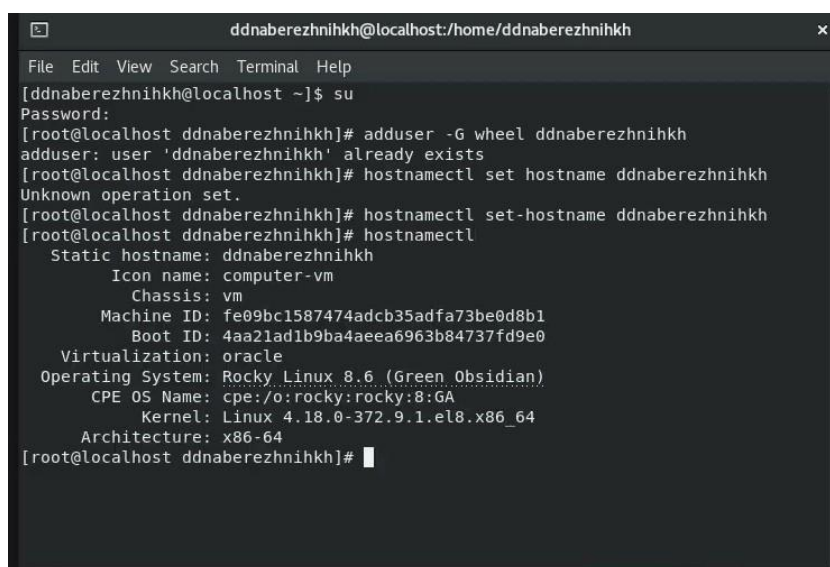 ddnaberezhnihkh@localhost:/home/ddnaberezhnihkh ×
File Edit View Search Terminal Help
[ddnaberezhnihkh@localhost ~]$ su
Password:
[root@localhost ddnaberezhnihkh]# adduser -G wheel ddnaberezhnihkh
adduser: user 'ddnaberezhnihkh' already exists
[root@localhost ddnaberezhnihkh]# hostnamectl set hostname ddnaberezhnihkh
Unknown operation set.
[root@localhost ddnaberezhnihkh]# hostnamectl set-hostname ddnaberezhnihkh
[root@localhost ddnaberezhnihkh]# hostnamectl
Static hostname: ddnaberezhnihkh
Icon name: computer-vm
Chassis: vm
Machine ID: fe09bc1587474adcb35adfa73be0d8b1
Boot ID: 4aa21ad1b9ba4aeea6963b84737fd9e0
Virtualization: oracle
Operating System: Rocky Linux 8.6 (Green Obsidian)
CPE OS Name: cpe:/o:rocky:rocky:8:GA
Kernel: Linux 4.18.0-372.9.1.el8.x86_64
Architecture: x86-64
[root@localhost ddnaberezhnihkh]#